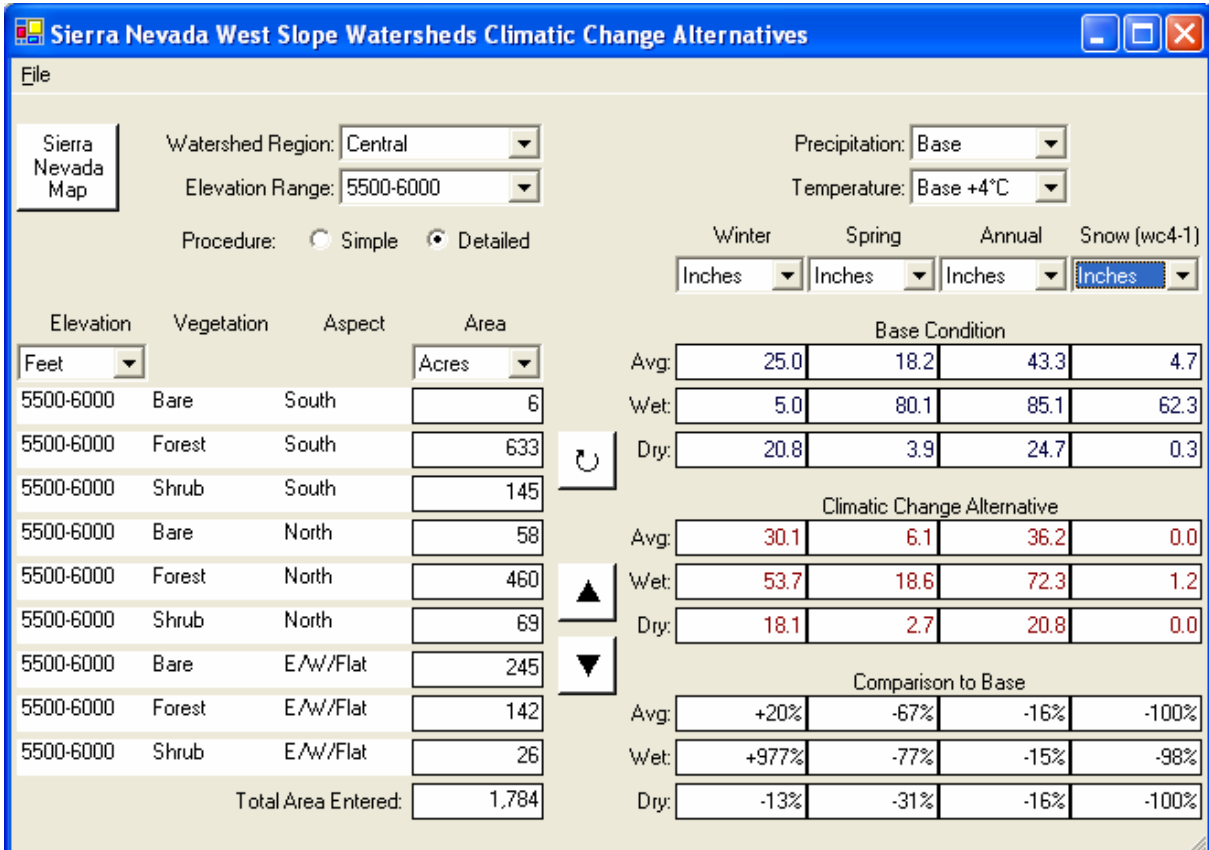 Sierra Nevada West Slope Watersheds Climatic Change Alternatives
File
Sierra
Nevada
Map
Watershed Region: Central
Elevation Range: 5500-6000
Procedure: Simple Detailed
Precipitation: Base
Temperature: Base +4°C
Winter Spring Annual Snow (wc4-1)
Inches Inches Inches Inches
Elevation Vegetation Aspect Area
Feet Acres
5500-6000 Bare South 6
5500-6000 Forest South 633
5500-6000 Shrub South 145
5500-6000 Bare North 58
5500-6000 Forest North 460
5500-6000 Shrub North 69
5500-6000 Bare E/W/Flat 245
5500-6000 Forest E/W/Flat 142
5500-6000 Shrub E/W/Flat 26
Total Area Entered: 1,784
Base Condition
Avg: 25.0 18.2 43.3 4.7
Wet: 5.0 80.1 85.1 62.3
Dry: 20.8 3.9 24.7 0.3
Climatic Change Alternative
Avg: 30.1 6.1 36.2 0.0
Wet: 53.7 18.6 72.3 1.2
Dry: 18.1 2.7 20.8 0.0
Comparison to Base
Avg: +20% -67% -16% -100%
Wet: +977% -77% -15% -98%
Dry: -13% -31% -16% -100%